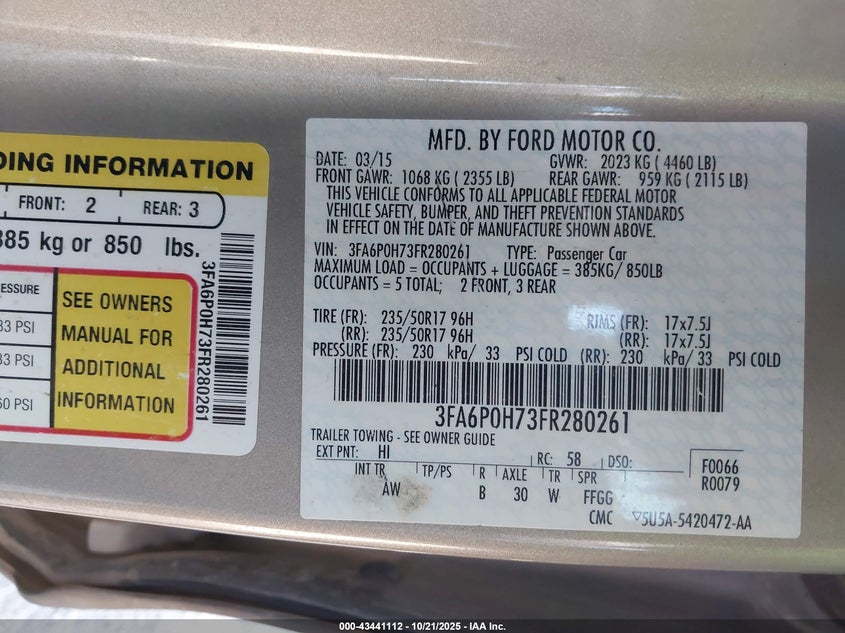 DING INFORMATION
FRONT: 2 REAR: 3
385 kg or 850 lbs.
ESSURE
33 PSI
33 PSI
60 PSI
SEE OWNERS
MANUAL FOR
ADDITIONAL
INFORMATION
3FA6P0H73FR280261
MFD. BY FORD MOTOR CO.
DATE: 03/15 GVWR: 2023 KG ( 4460 LB)
FRONT GAWR: 1068 KG ( 2355 LB) REAR GAWR: 959 KG ( 2115 LB)
THIS VEHICLE CONFORMS TO ALL APPLICABLE FEDERAL MOTOR
VEHICLE SAFETY, BUMPER, AND THEFT PREVENTION STANDARDS
IN EFFECT ON THE DATE OF MANUFACTURE SHOWN ABOVE.
VIN: 3FA6P0H73FR280261 TYPE: Passenger Car
MAXIMUM LOAD = OCCUPANTS + LUGGAGE = 385KG/ 850LB
OCCUPANTS = 5 TOTAL; 2 FRONT, 3 REAR
TIRE (FR): 235/50R17 96H RIMS (FR): 17x7.5J
(RR): 235/50R17 96H (RR): 17x7.5J
PRESSURE (FR): 230 kPa/ 33 PSI COLD (RR): 230 kPa/ 33 PSI COLD
3FA6P0H73FR280261
TRAILER TOWING - SEE OWNER GUIDE
EXT PNT: HI RC: 58 DSO: F0066
R0079
INT TR TP/PS R AXLE TR SPR
AW B 30 W FFGG
CMC ▽5U5A-5420472-AA
000-43441112 - 10/21/2025 - IAA Inc.